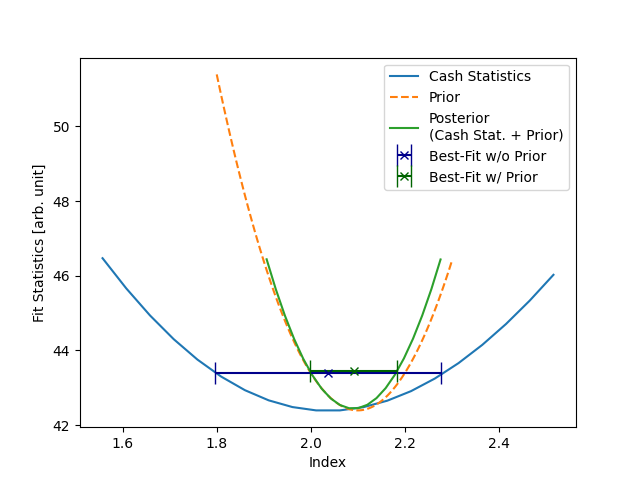 Cash Statistics
Prior
Posterior
(Cash Stat. + Prior)
Best-Fit w/o Prior
Best-Fit w/ Prior
Fit Statistics [arb. unit]
50
48
46
44
42
1.6
1.8
2.0
2.2
2.4
Index